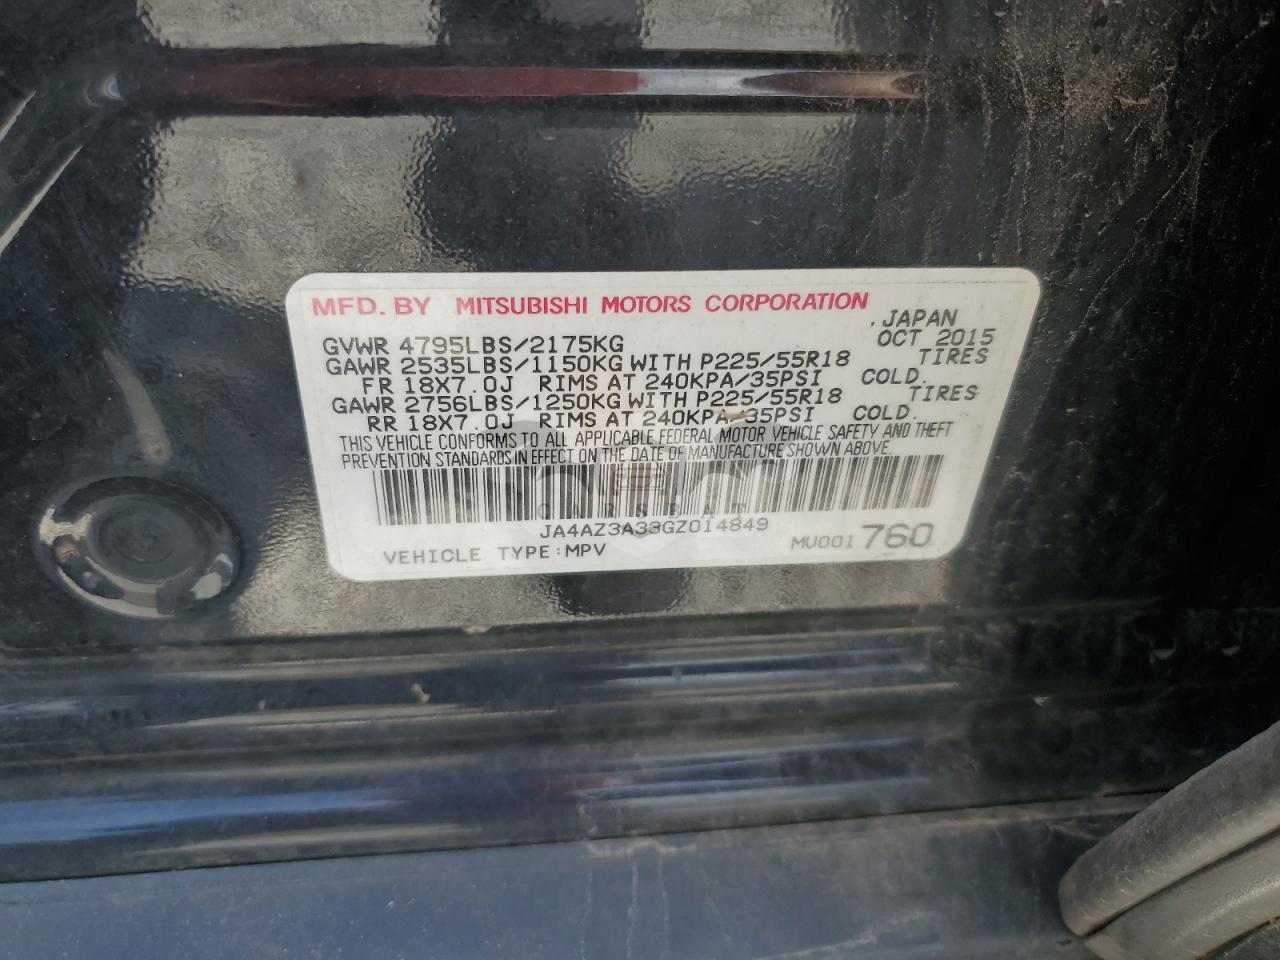 MFD. BY MITSUBISHI MOTORS CORPORATION
, JAPAN
GVWR 4795LBS/2175KG OCT 2015
GAWR 2535LBS/1150KG WITH P225/55R18 TIRES
FR 18X7.0J RIMS AT 240KPA/35PSI COLD.
GAWR 2756LBS/1250KG WITH P225/55R18 TIRES
RR 18X7.0J RIMS AT 240KPA/35PSI COLD.
THIS VEHICLE CONFORMS TO ALL APPLICABLE FEDERAL MOTOR VEHICLE SAFETY AND THEFT
PREVENTION STANDARDS IN EFFECT ON THE DATE OF MANUFACTURE SHOWN ABOVE.
JA4AZ3A33GZ014849
VEHICLE TYPE:MPV MU001 760